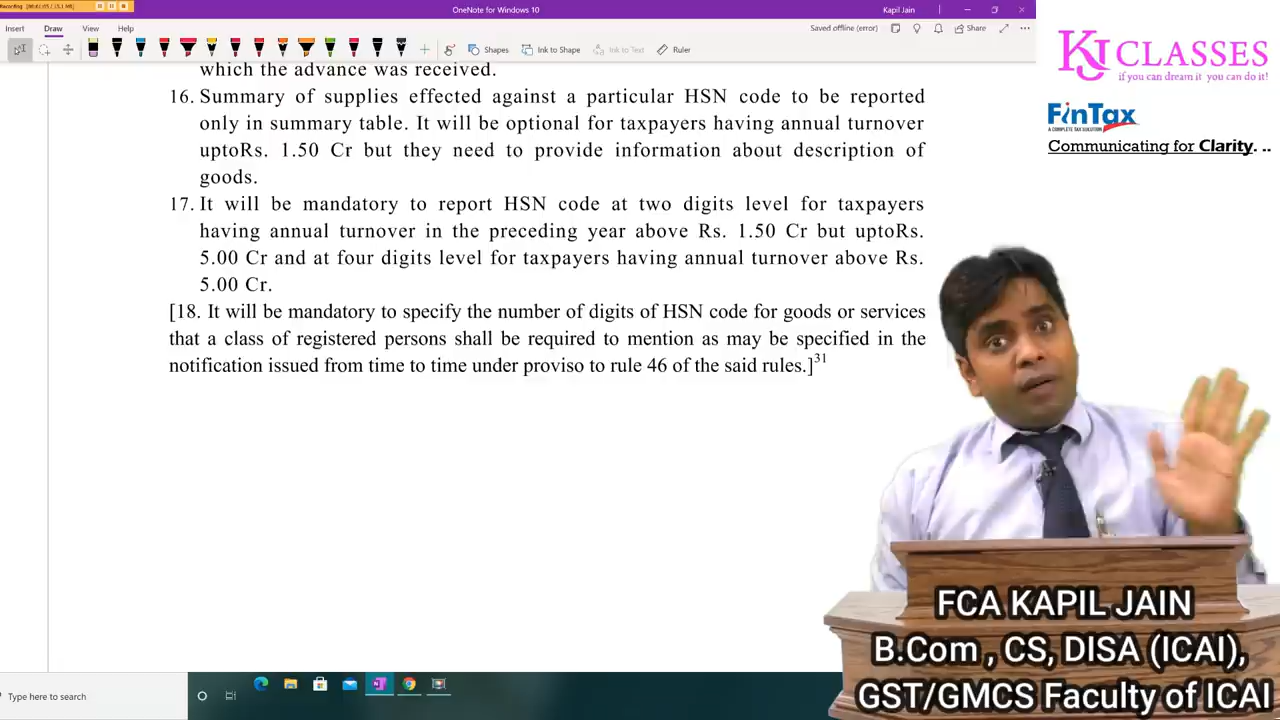 OneNote for Windows 10
Kapil Jain
Insert Draw View Help
Saved offline (error)
Share
Shapes
Ink to Shape
Ink to Text
Ruler
which the advance was received.
16. Summary of supplies effected against a particular HSN code to be reported
only in summary table. It will be optional for taxpayers having annual turnover
uptoRs. 1.50 Cr but they need to provide information about description of
goods.
17. It will be mandatory to report HSN code at two digits level for taxpayers
having annual turnover in the preceding year above Rs. 1.50 Cr but uptoRs.
5.00 Cr and at four digits level for taxpayers having annual turnover above Rs.
5.00 Cr.
[18. It will be mandatory to specify the number of digits of HSN code for goods or services
that a class of registered persons shall be required to mention as may be specified in the
notification issued from time to time under proviso to rule 46 of the said rules.]31
KJ CLASSES
if you can dream it you can do it!
FinTax
A COMPLETE TAX SOLUTION
Communicating for Clarity. ..
FCA KAPIL JAIN
B.Com , CS, DISA (ICAI),
GST/GMCS Faculty of ICAI
Type here to search